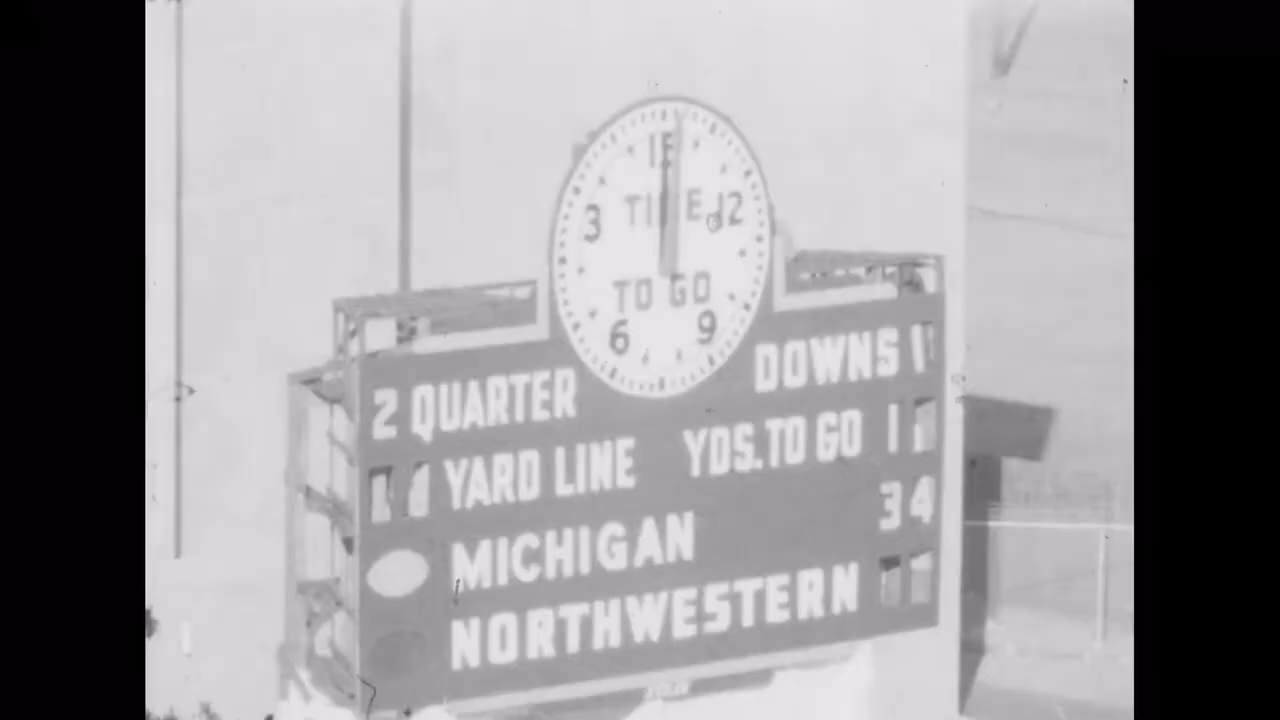 15
TIME
3 12
TO GO
6 9
DOWNS 1
2 QUARTER
YARD LINE YDS. TO GO 1
34
MICHIGAN
NORTHWESTERN